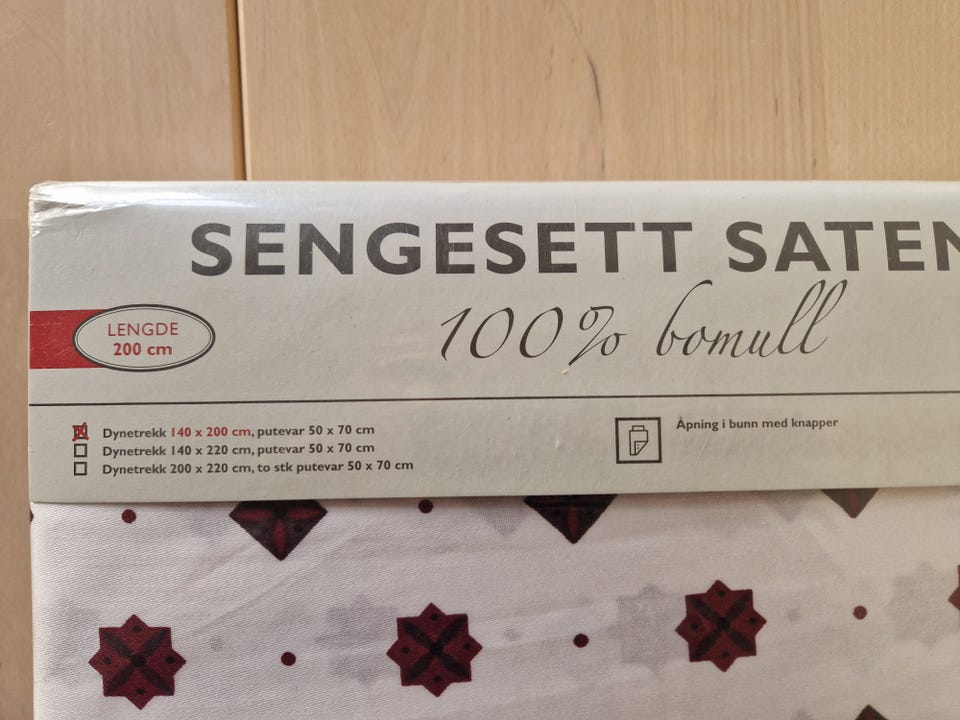 SENGESETT SATEN
100% bomull
LENGDE
200 cm
Dynetrekk 140 x 200 cm, putevar 50 x 70 cm
Dynetrekk 140 x 220 cm, putevar 50 x 70 cm
Dynetrekk 200 x 220 cm, to stk putevar 50 x 70 cm
Åpning i bunn med knapper